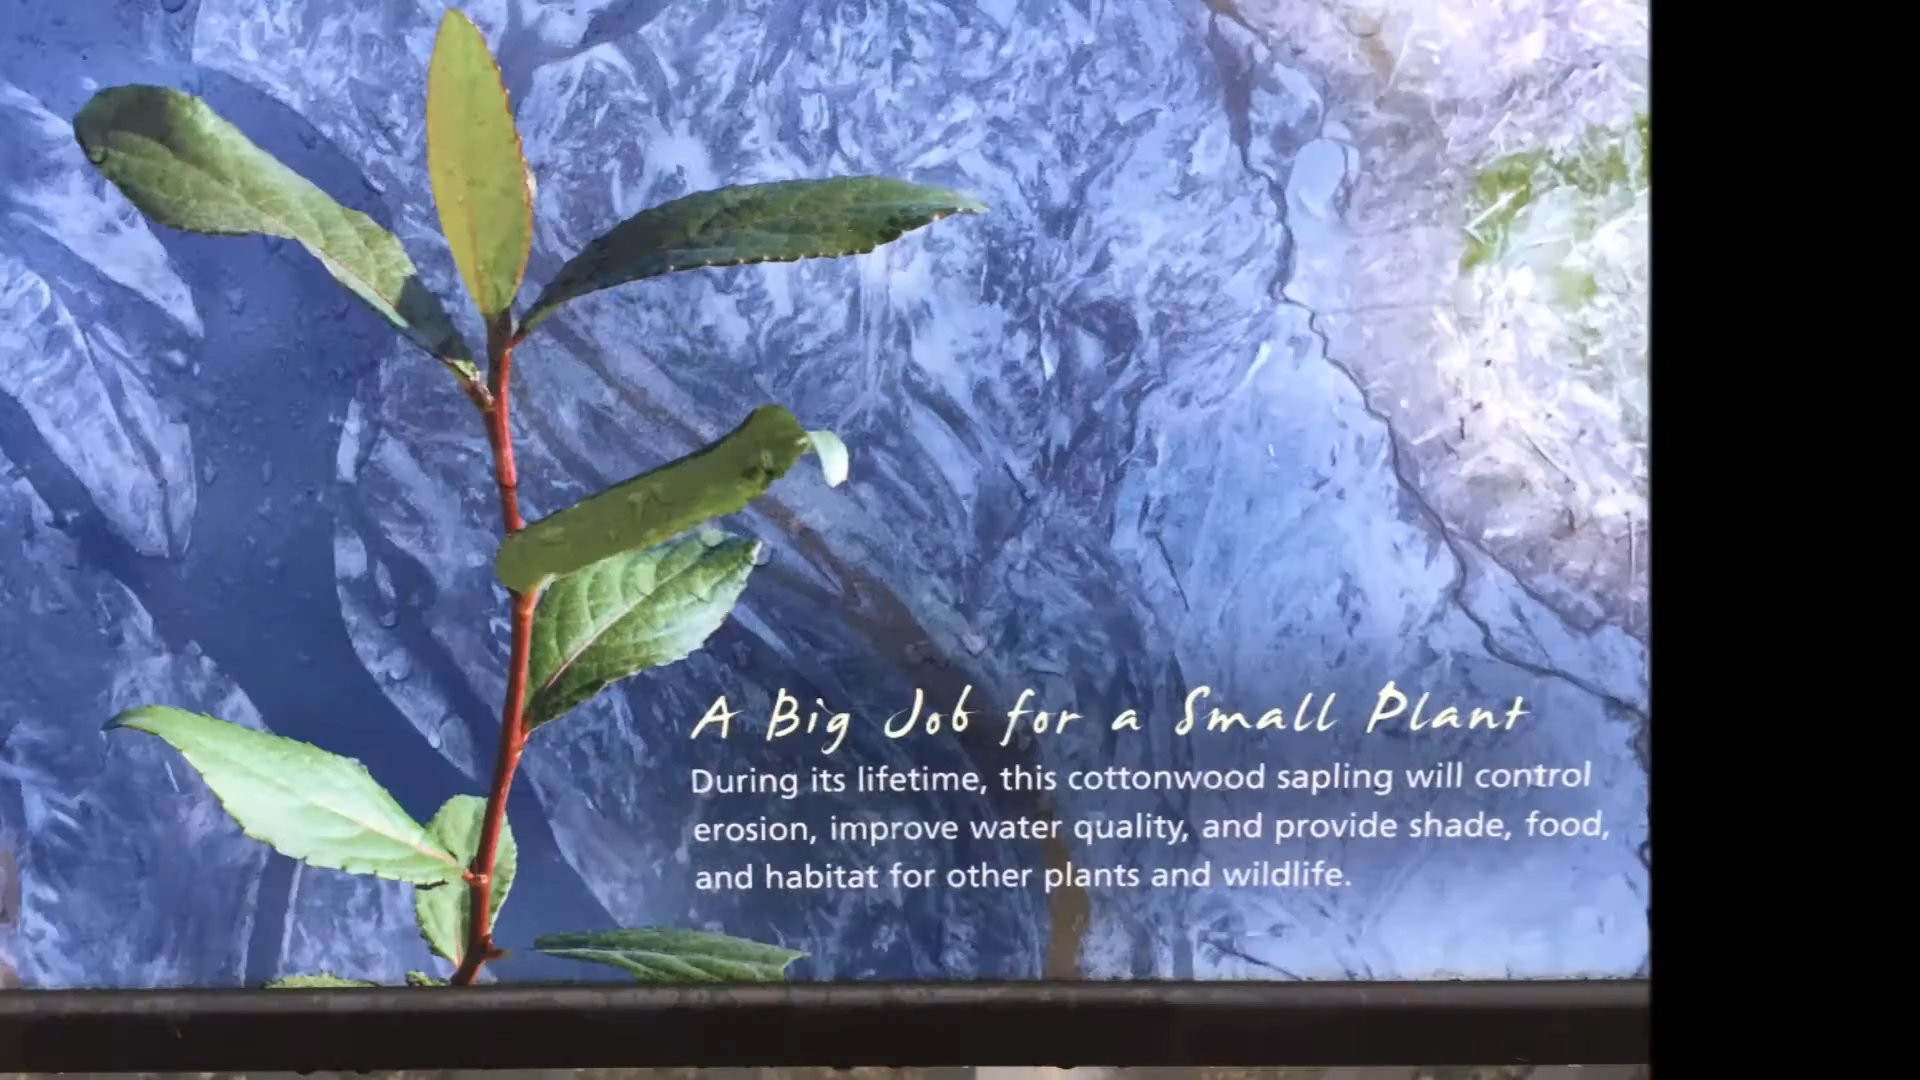 A Big Job for a Small Plant
During its lifetime, this cottonwood sapling will control
erosion, improve water quality, and provide shade, food,
and habitat for other plants and wildlife.